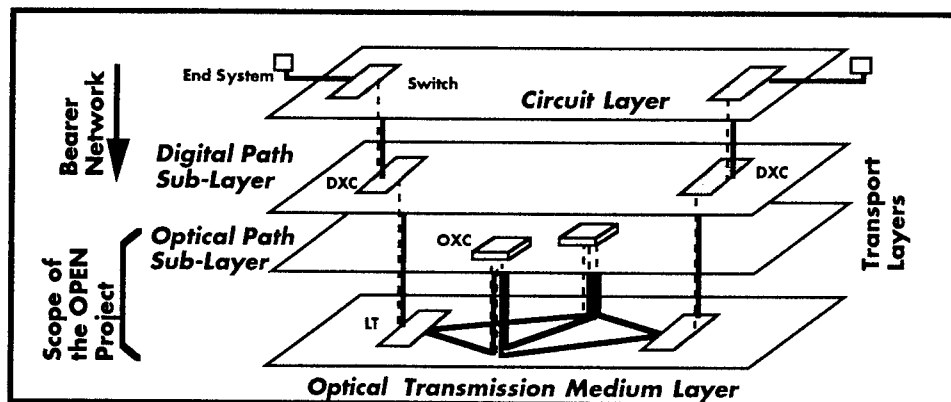 End System
Switch
Circuit Layer
Bearer
Network
Digital Path
Sub-Layer
DXC
DXC
Optical Path
Sub-Layer
OXC
Transport
Layers
Scope of
the OPEN
Project
LT
Optical Transmission Medium Layer